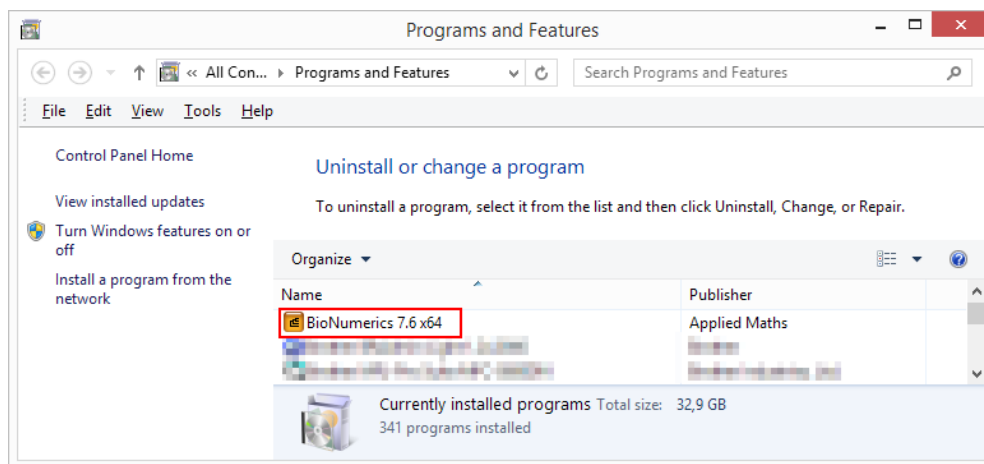 Programs and Features
« All Con... ▸ Programs and Features
Search Programs and Features
File Edit View Tools Help
Control Panel Home
View installed updates
Turn Windows features on or
off
Install a program from the
network
Uninstall or change a program
To uninstall a program, select it from the list and then click Uninstall, Change, or Repair.
Organize
Name Publisher
BioNumerics 7.6 x64 Applied Maths
Currently installed programs Total size: 32,9 GB
341 programs installed